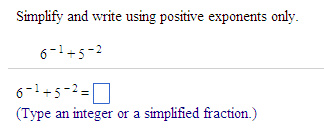 Simplify and write using positive exponents only.
6⁻¹+5⁻²
6⁻¹+5⁻²=
(Type an integer or a simplified fraction.)